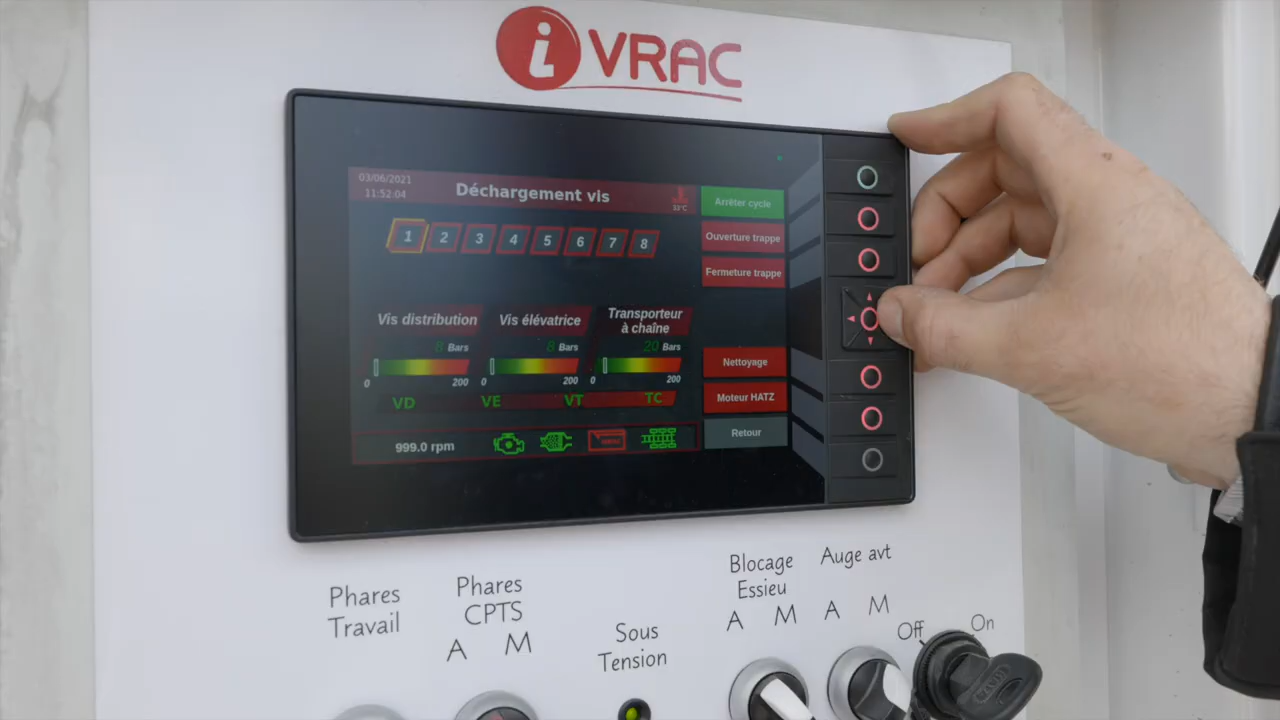 i VRAC
03/06/2021
11:52.04
Déchargement vis
33°C
Arrêter cycle
1 2 3 4 5 6 7 8
Ouverture trappe
Fermeture trappe
Vis distribution
Vis élévatrice
Transporteur
à chaîne
8 Bars
8 Bars
20 Bars
0 200
0 200
0 200
Nettoyage
VD VE VT TC
Moteur HATZ
999.0 rpm
Retour
Phares
Travail
Phares
CPTS
A M
Sous
Tension
Blocage
Essieu
A M
Auge avt
A M
Off On